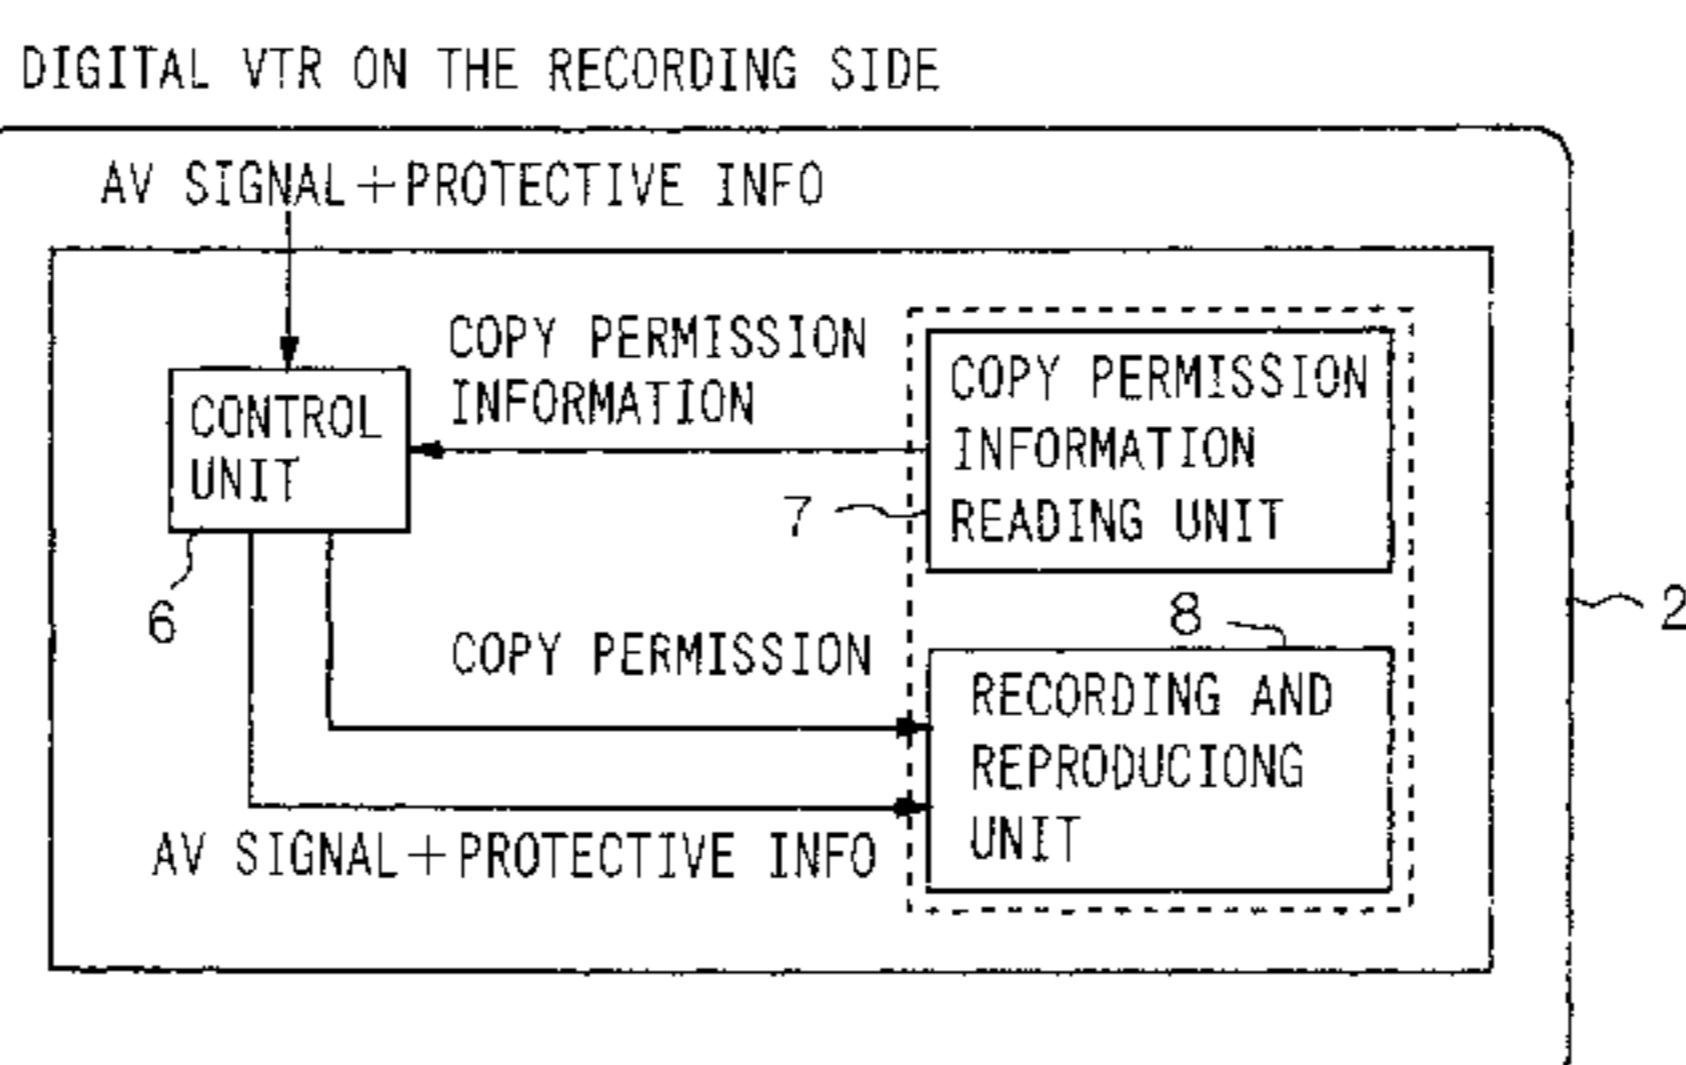 DIGITAL VTR ON THE RECORDING SIDE
AV SIGNAL+PROTECTIVE INFO
COPY PERMISSION
INFORMATION
CONTROL
UNIT
6
COPY PERMISSION
INFORMATION
READING UNIT
7
2
8
COPY PERMISSION
RECORDING AND
REPRODUCIONG
UNIT
AV SIGNAL+PROTECTIVE INFO